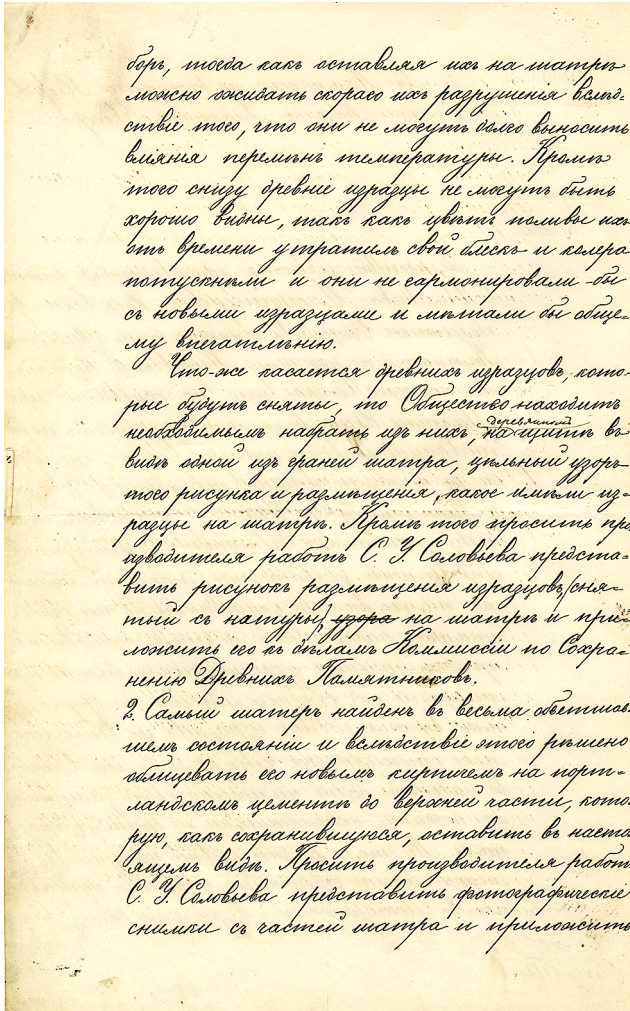 боръ, тогда какъ оставляя ихъ на шатрѣ
можно ожидать скораго ихъ разрушенія вслѣд=
ствіе того, что они не могутъ долго выносить
вліянія перемѣнъ температуры. Кромѣ
того снизу древніе изразцы не могутъ быть
хорошо видны, такъ какъ цвѣтъ поливы ихъ
отъ времени утратилъ свой блескъ и колера
потускнѣли и они не гармонировали-бы
съ новыми изразцами и мѣшали бы обще=
му впечатлѣнію.
Что-же касается древнихъ изразцовъ, кото-
рые будутъ сняты, то Общество находитъ
необходимымъ набрать изъ нихъ, на деревянный щитъ въ
видѣ одной изъ граней шатра, цѣльный узоръ
того рисунка и размѣщенія, какое имѣли из=
разцы на шатрѣ. Кромѣ того просить про
изводителя работъ С. У. Соловьева предста-
вить рисунокъ размѣщенія изразцовъ (сня=
тый съ натуры) узора на шатрѣ и при=
ложить его къ дѣламъ Коммиссіи по Сохра=
ненію Древнихъ Памятниковъ.
2. Самый шатеръ найденъ въ весьма обветшав
шемъ состояніи и вслѣдствіе этого рѣшено
облицевать его новымъ кирпичемъ на порт=
ландскомъ цементѣ до верхней части, кото
рую, какъ сохранившуюся, оставить въ насто
ящемъ видѣ. Просить производителя работъ
С. У. Соловьева представить фотографическіе
снимки съ частей шатра и приложить